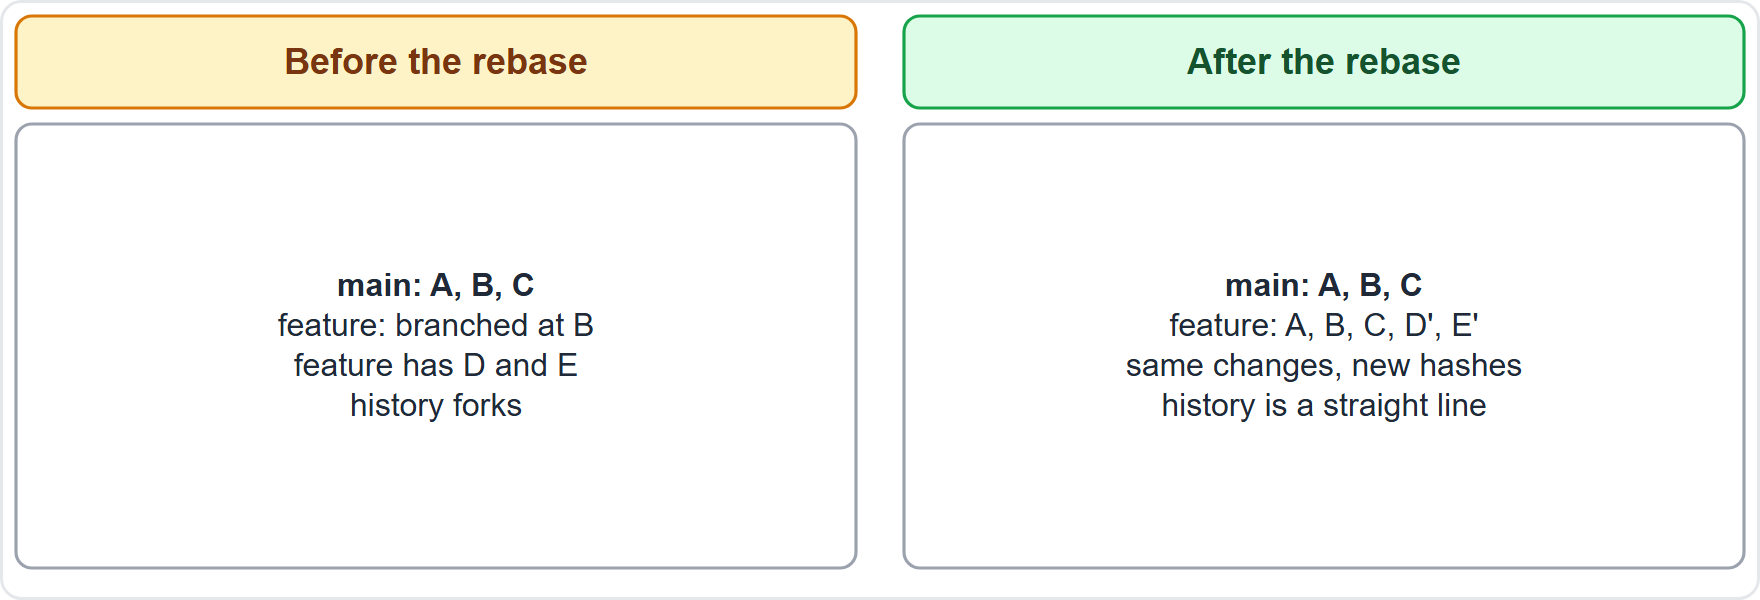 Before the rebase
main: A, B, C
feature: branched at B
feature has D and E
history forks
After the rebase
main: A, B, C
feature: A, B, C, D', E'
same changes, new hashes
history is a straight line